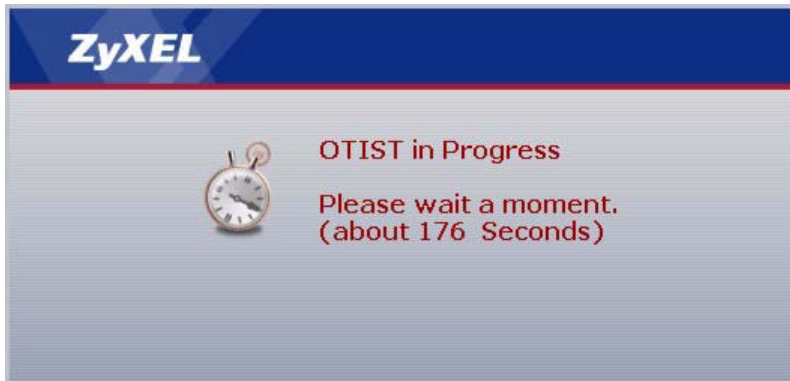 ZyXEL
OTIST in Progress
Please wait a moment.
(about 176 Seconds)